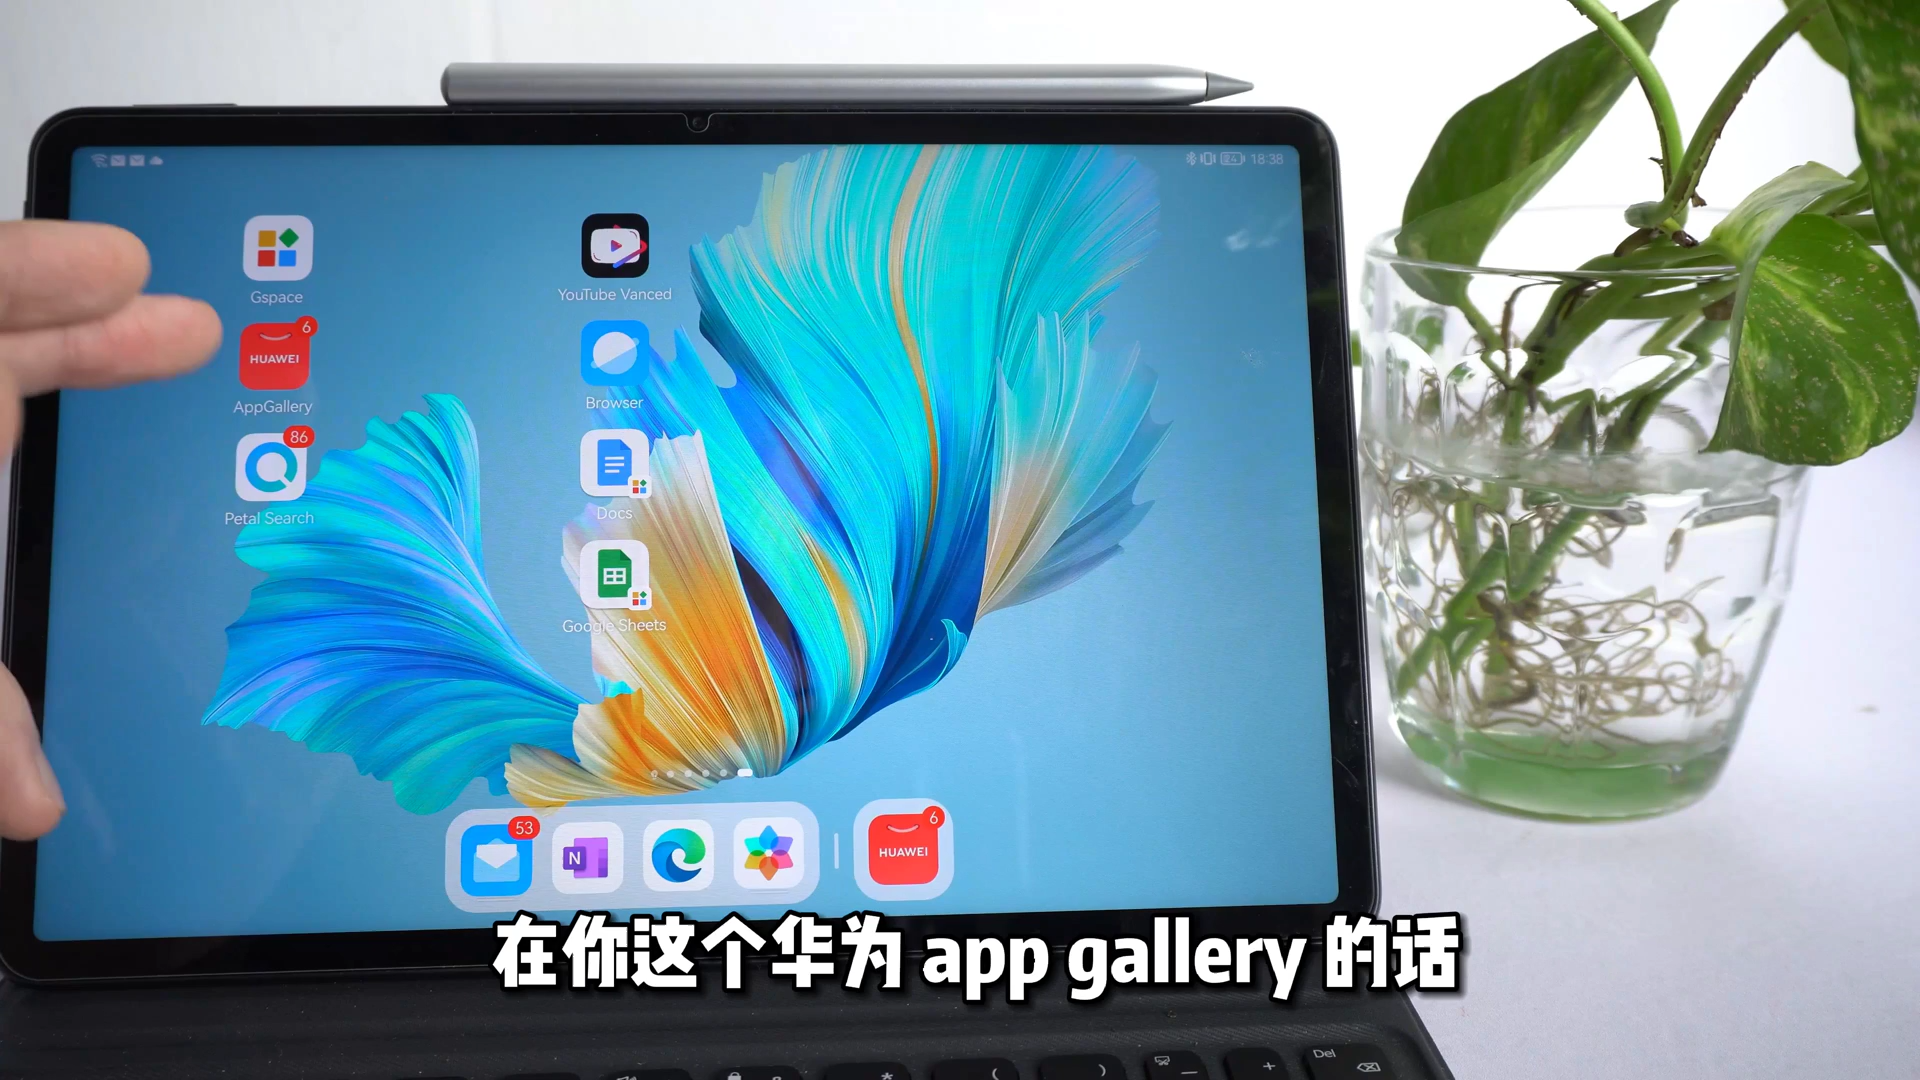 18:38
Gspace
YouTube Vanced
6
HUAWEI
AppGallery
Browser
86
Petal Search
Docs
Google Sheets
53
N
6
HUAWEI
在你这个华为 app gallery 的话
Del